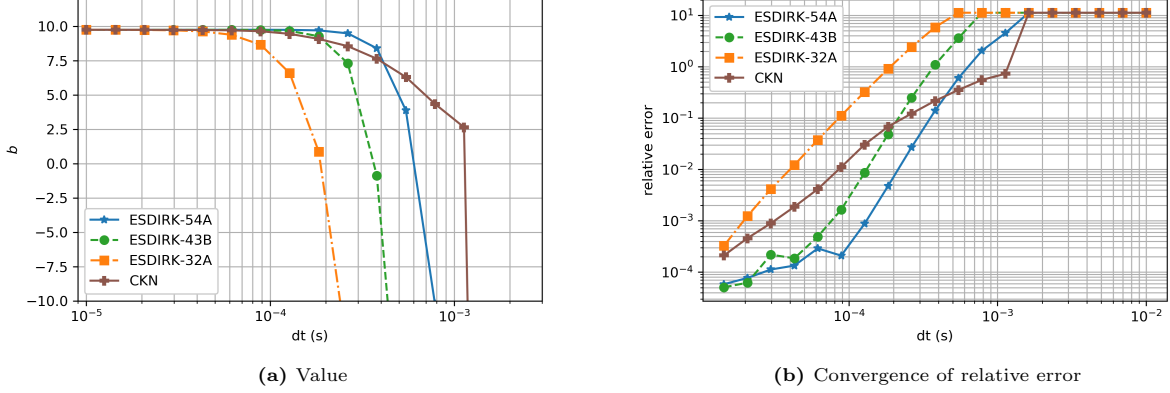 10.0
7.5
5.0
2.5
0.0
−2.5
−5.0
−7.5
−10.0
b
ESDIRK-54A
ESDIRK-43B
ESDIRK-32A
CKN
10⁻⁵ 10⁻⁴ 10⁻³
dt (s)
(a) Value
10¹
10⁰
10⁻¹
10⁻²
10⁻³
10⁻⁴
relative error
ESDIRK-54A
ESDIRK-43B
ESDIRK-32A
CKN
10⁻⁴ 10⁻³ 10⁻²
dt (s)
(b) Convergence of relative error